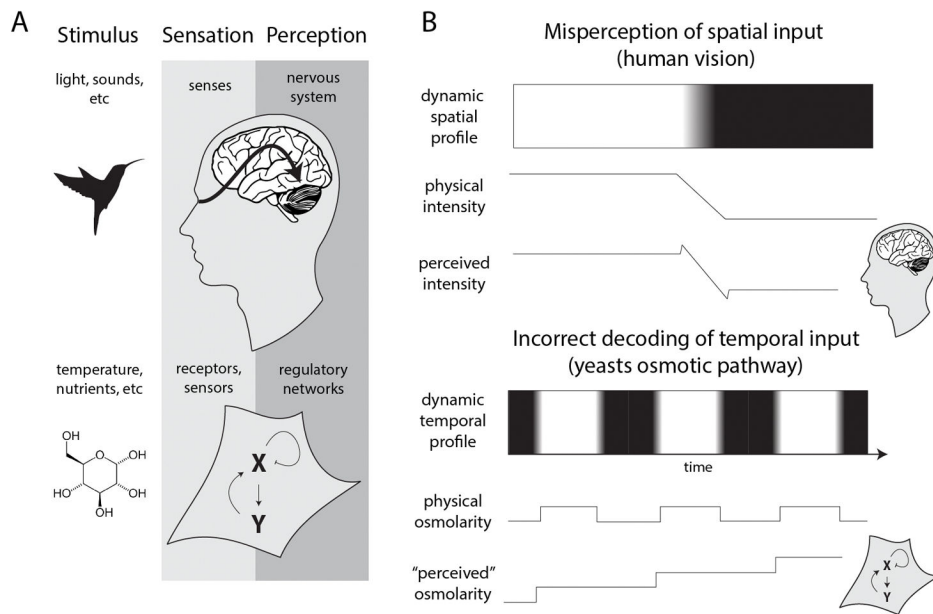 A
Stimulus
Sensation
Perception
light, sounds,
etc
senses
nervous
system
temperature,
nutrients, etc
receptors,
sensors
regulatory
networks
OH
HO
O
OH
HO
OH
OH
X
Y
B
Misperception of spatial input
(human vision)
dynamic
spatial
profile
physical
intensity
perceived
intensity
Incorrect decoding of temporal input
(yeasts osmotic pathway)
dynamic
temporal
profile
time
physical
osmolarity
"perceived"
osmolarity
X
Y